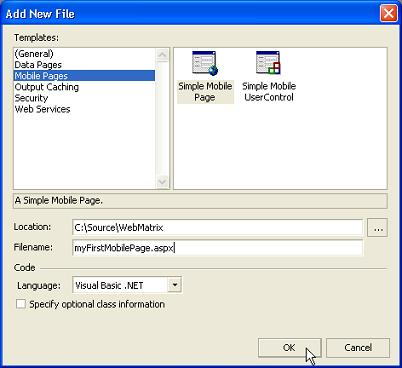 Add New File
Templates:
(General)
Data Pages
Mobile Pages
Output Caching
Security
Web Services
Simple Mobile
Page
Simple Mobile
UserControl
A Simple Mobile Page.
Location:
C:\Source\WebMatrix
...
Filename:
myFirstMobilePage.aspx
Code
Language:
Visual Basic .NET
Specify optional class information
OK
Cancel